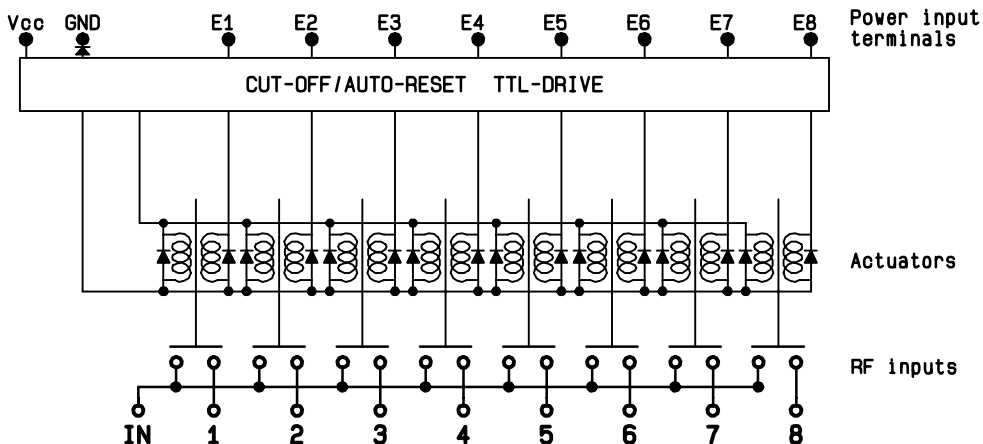 Vcc GND E1 E2 E3 E4 E5 E6 E7 E8 Power input
terminals
CUT-OFF/AUTO-RESET TTL-DRIVE
Actuators
RF inputs
IN 1 2 3 4 5 6 7 8